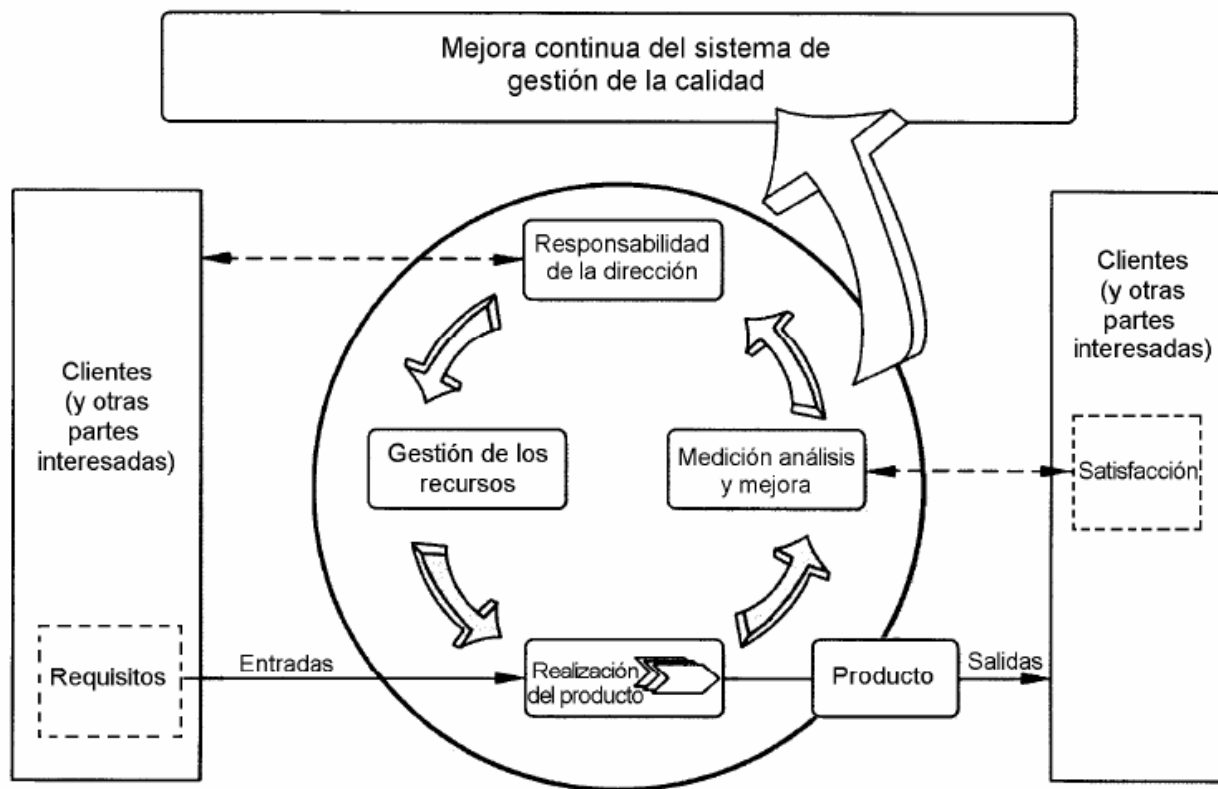 Mejora continua del sistema de
gestión de la calidad
Responsabilidad
de la dirección
Clientes
(y otras
partes
interesadas)
Clientes
(y otras
partes
interesadas)
Gestión de los
recursos
Medición análisis
y mejora
Satisfacción
Requisitos
Entradas
Realización
del producto
Producto
Salidas